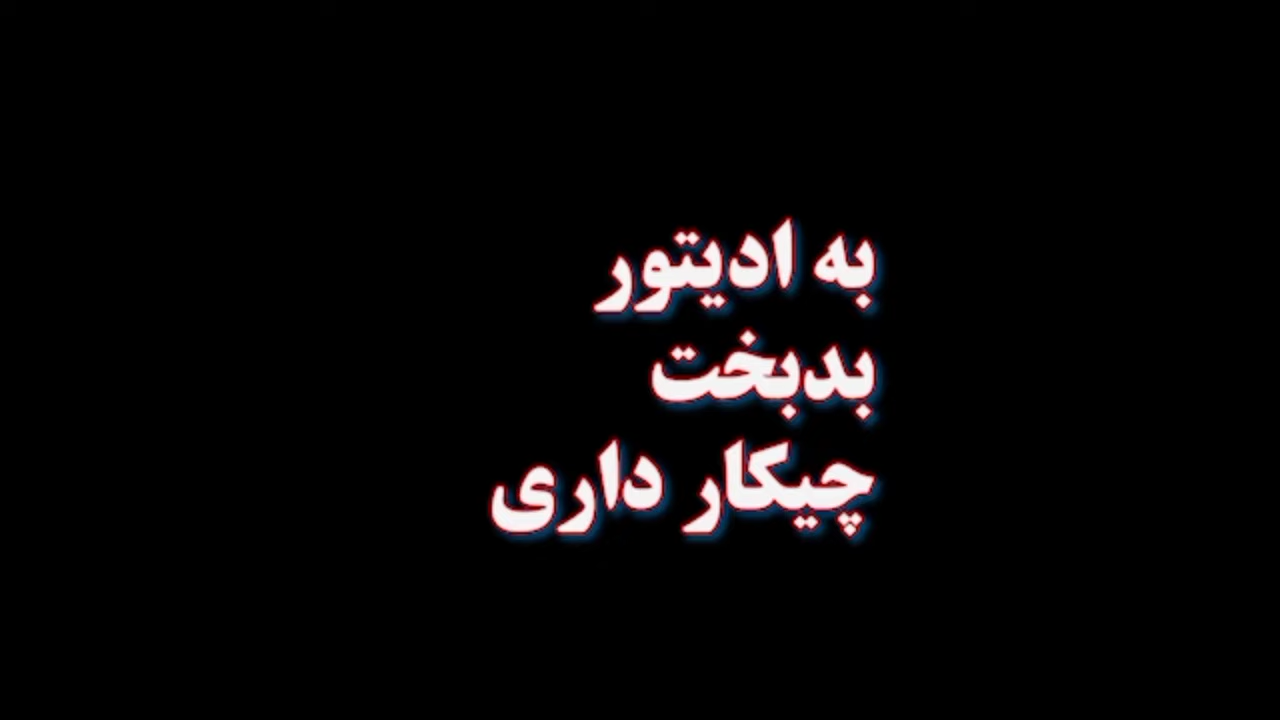 به ادیتور
بدبخت
چیکار داری